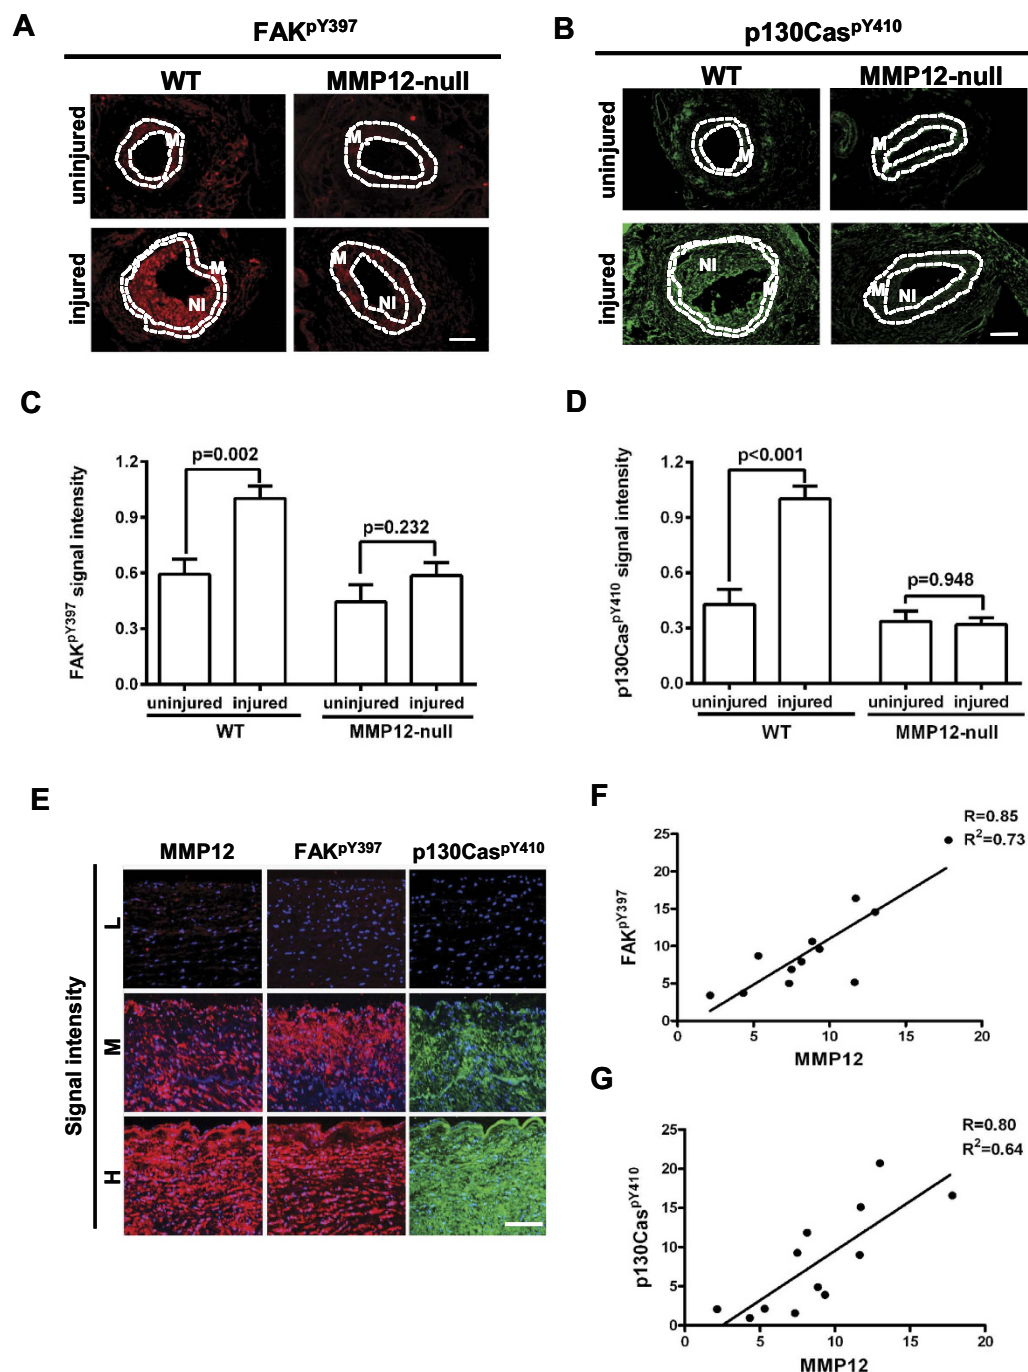 A
FAKpY397
WT MMP12-null
uninjured
M M
injured
M NI M NI
B
p130CaspY410
WT MMP12-null
uninjured
M M
injured
NI M M NI
C
FAKpY397 signal intensity
1.2
0.9
0.6
0.3
0.0
p=0.002
p=0.232
uninjured injured uninjured injured
WT MMP12-null
D
p130CaspY410 signal intensity
1.2
0.9
0.6
0.3
0.0
p<0.001
p=0.948
uninjured injured uninjured injured
WT MMP12-null
E
MMP12 FAKpY397 p130CaspY410
Signal intensity
L
M
H
F
R=0.85
R2=0.73
FAKpY397
25
20
15
10
5
0
0 5 10 15 20
MMP12
G
R=0.80
R2=0.64
p130CaspY410
25
20
15
10
5
0
0 5 10 15 20
MMP12